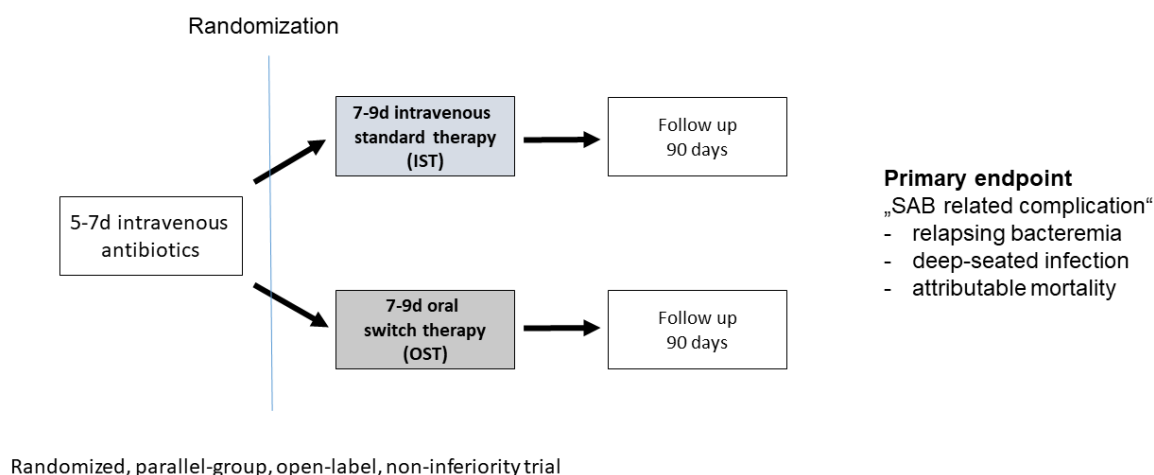 Randomization
5-7d intravenous
antibiotics
7-9d intravenous
standard therapy
(IST)
Follow up
90 days
7-9d oral
switch therapy
(OST)
Follow up
90 days
Primary endpoint
„SAB related complication“
- relapsing bacteremia
- deep-seated infection
- attributable mortality
Randomized, parallel-group, open-label, non-inferiority trial